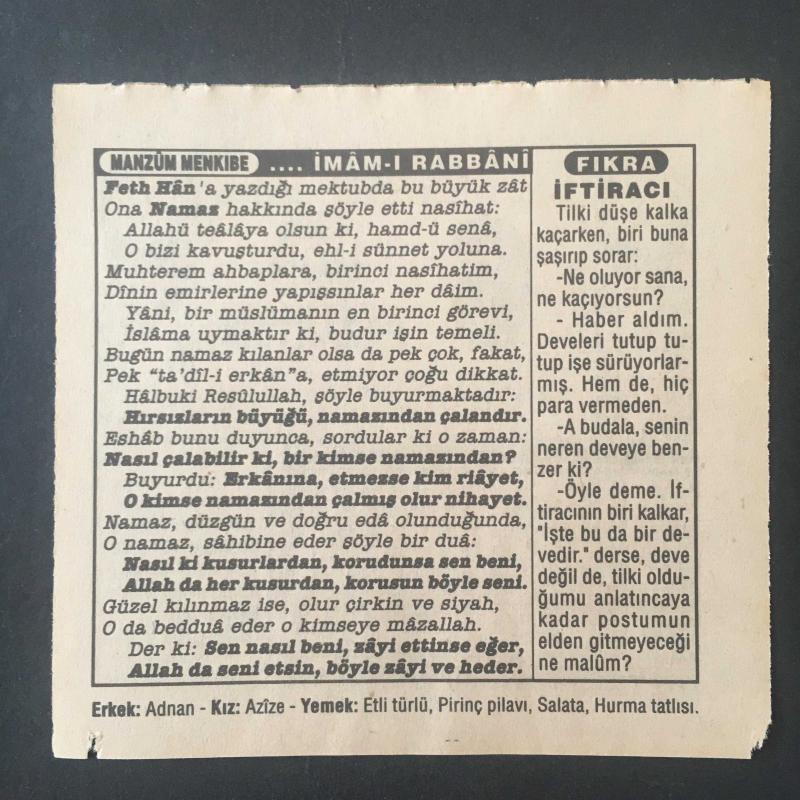 MANZÛM MENKIBE .... İMÂM-I RABBÂNÎ
Feth Hân'a yazdığı mektubda bu büyük zât
Ona Namaz hakkında şöyle etti nasîhat:
Allahü teâlâya olsun ki, hamd-ü senâ,
O bizi kavuşturdu, ehl-i sünnet yoluna.
Muhterem ahbaplara, birinci nasîhatim,
Dînin emirlerine yapışsınlar her dâim.
Yâni, bir müslümanın en birinci görevi,
İslâma uymaktır ki, budur işin temeli.
Bugün namaz kılanlar olsa da pek çok, fakat,
Pek "ta'dîl-i erkân"a, etmiyor çoğu dikkat.
Hâlbuki Resûlullah, şöyle buyurmaktadır:
Hırsızların büyüğü, namazından çalandır.
Eshâb bunu duyunca, sordular ki o zaman:
Nasıl çalabilir ki, bir kimse namazından?
Buyurdu: Erkânına, etmezse kim riâyet,
O kimse namazından çalmış olur nihayet.
Namaz, düzgün ve doğru edâ olunduğunda,
O namaz, sâhibine eder şöyle bir duâ:
Nasıl ki kusurlardan, korudunsa sen beni,
Allah da her kusurdan, korusun böyle seni.
Güzel kılınmaz ise, olur çirkin ve siyah,
O da bedduâ eder o kimseye mâzallah.
Der ki: Sen nasıl beni, zâyi ettinse eğer,
Allah da seni etsin, böyle zâyi ve heder.
FIKRA
İFTİRACI
Tilki düşe kalka
kaçarken, biri buna
şaşırıp sorar:
-Ne oluyor sana,
ne kaçıyorsun?
- Haber aldım.
Develeri tutup tu-
tup işe sürüyorlar-
mış. Hem de, hiç
para vermeden.
-A budala, senin
neren deveye ben-
zer ki?
-Öyle deme. İf-
tiracının biri kalkar,
"İşte bu da bir de-
vedir." derse, deve
değil de, tilki oldu-
ğumu anlatıncaya
kadar postumun
elden gitmeyeceği
ne malûm?
Erkek: Adnan - Kız: Azîze - Yemek: Etli türlü, Pirinç pilavı, Salata, Hurma tatlısı.